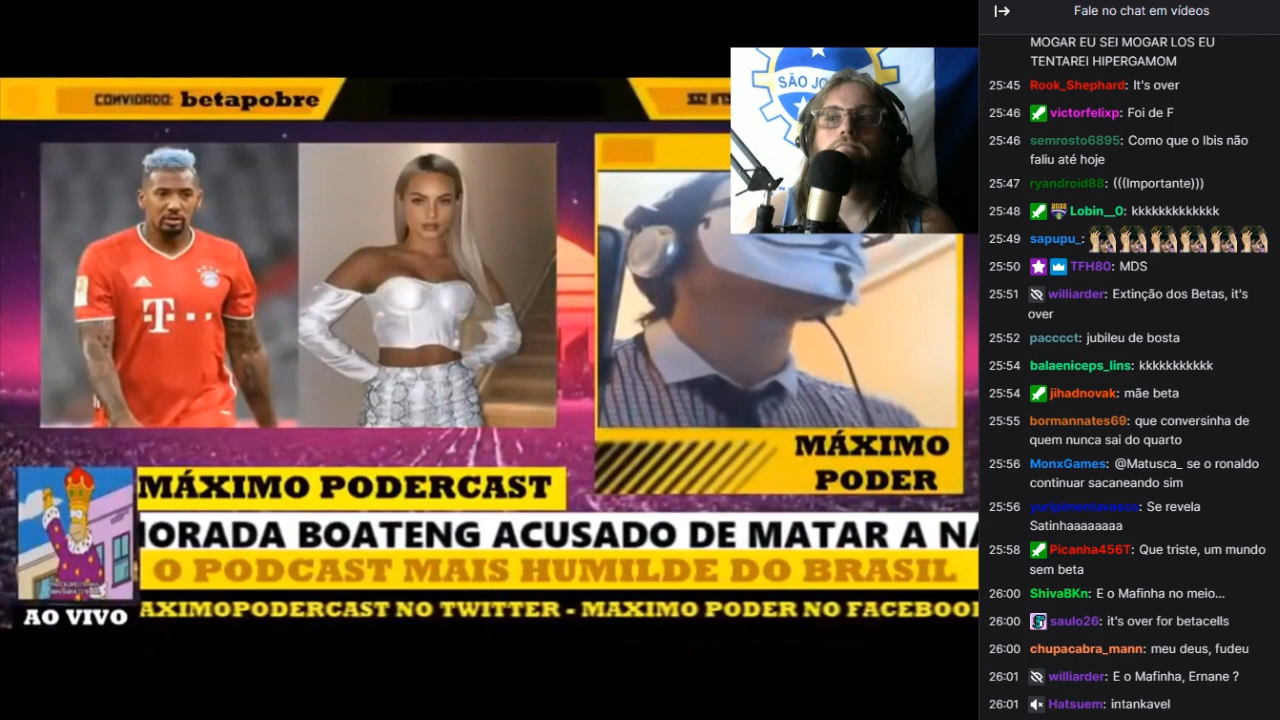 Fale no chat em vídeos
MOGAR EU SEI MOGAR LOS EU
TENTAREI HIPERGAMOM
25:45 Rook_Shephard: It's over
25:46 victorfelixp: Foi de F
25:46 semrosto6895: Como que o Ibis não
faliu até hoje
25:47 ryandroid88: (((Importante)))
25:48 Lobin__0: kkkkkkkkkkkkk
25:49 sapupu_:
25:50 TFH80: MDS
25:51 williarder: Extinção dos Betas, it's
over
25:52 pacccct: jubileu de bosta
25:54 balaeniceps_lins: kkkkkkkkkkk
25:54 jihadnovak: mãe beta
25:55 bormannates69: que conversinha de
quem nunca sai do quarto
25:56 MonxGames: @Matusca_ se o ronaldo
continuar sacaneando sim
25:56 yuripimentavasco: Se revela
Satinhaaaaaaaa
25:58 Picanha456T: Que triste, um mundo
sem beta
26:00 ShivaBKn: E o Mafinha no meio...
26:00 saulo26: it's over for betacells
26:00 chupacabra_mann: meu deus, fudeu
26:01 williarder: E o Mafinha, Ernane ?
26:01 Hatsuem: intankavel
CONVIDADO: betapobre
SÃO JO
T
MÁXIMO
PODER
MÁXIMO PODERCAST
MORADA BOATENG ACUSADO DE MATAR A NA
O PODCAST MAIS HUMILDE DO BRASIL
AO VIVO
AXIMOPODERCAST NO TWITTER - MAXIMO PODER NO FACEBOO